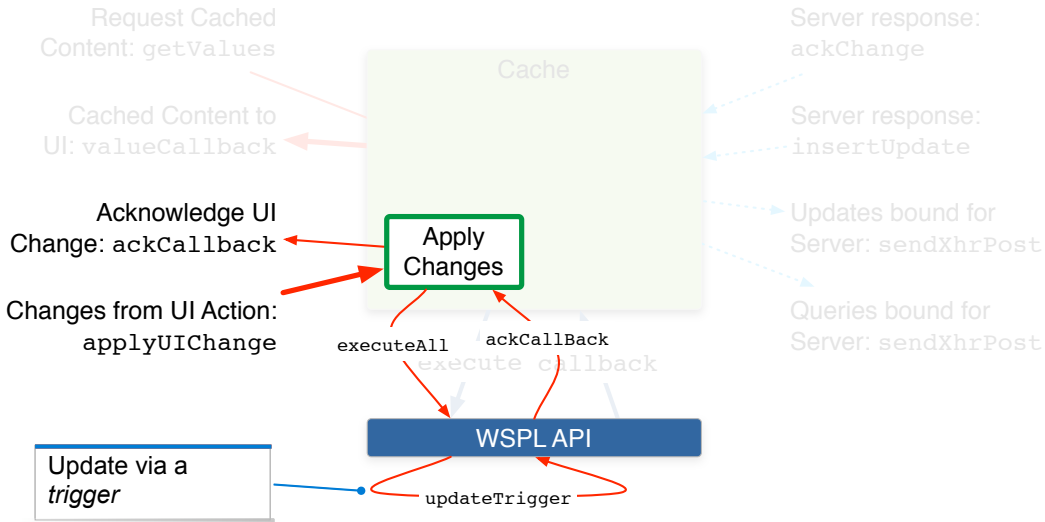 Request Cached
Content: getValues
Cache
Server response:
ackChange
Cached Content to
UI: valueCallback
Server response:
insertUpdate
Acknowledge UI
Change: ackCallback
Apply
Changes
Updates bound for
Server: sendXhrPost
Changes from UI Action:
applyUIChange
Queries bound for
Server: sendXhrPost
executeAll
ackCallBack
execute callback
WSPL API
Update via a
trigger
updateTrigger